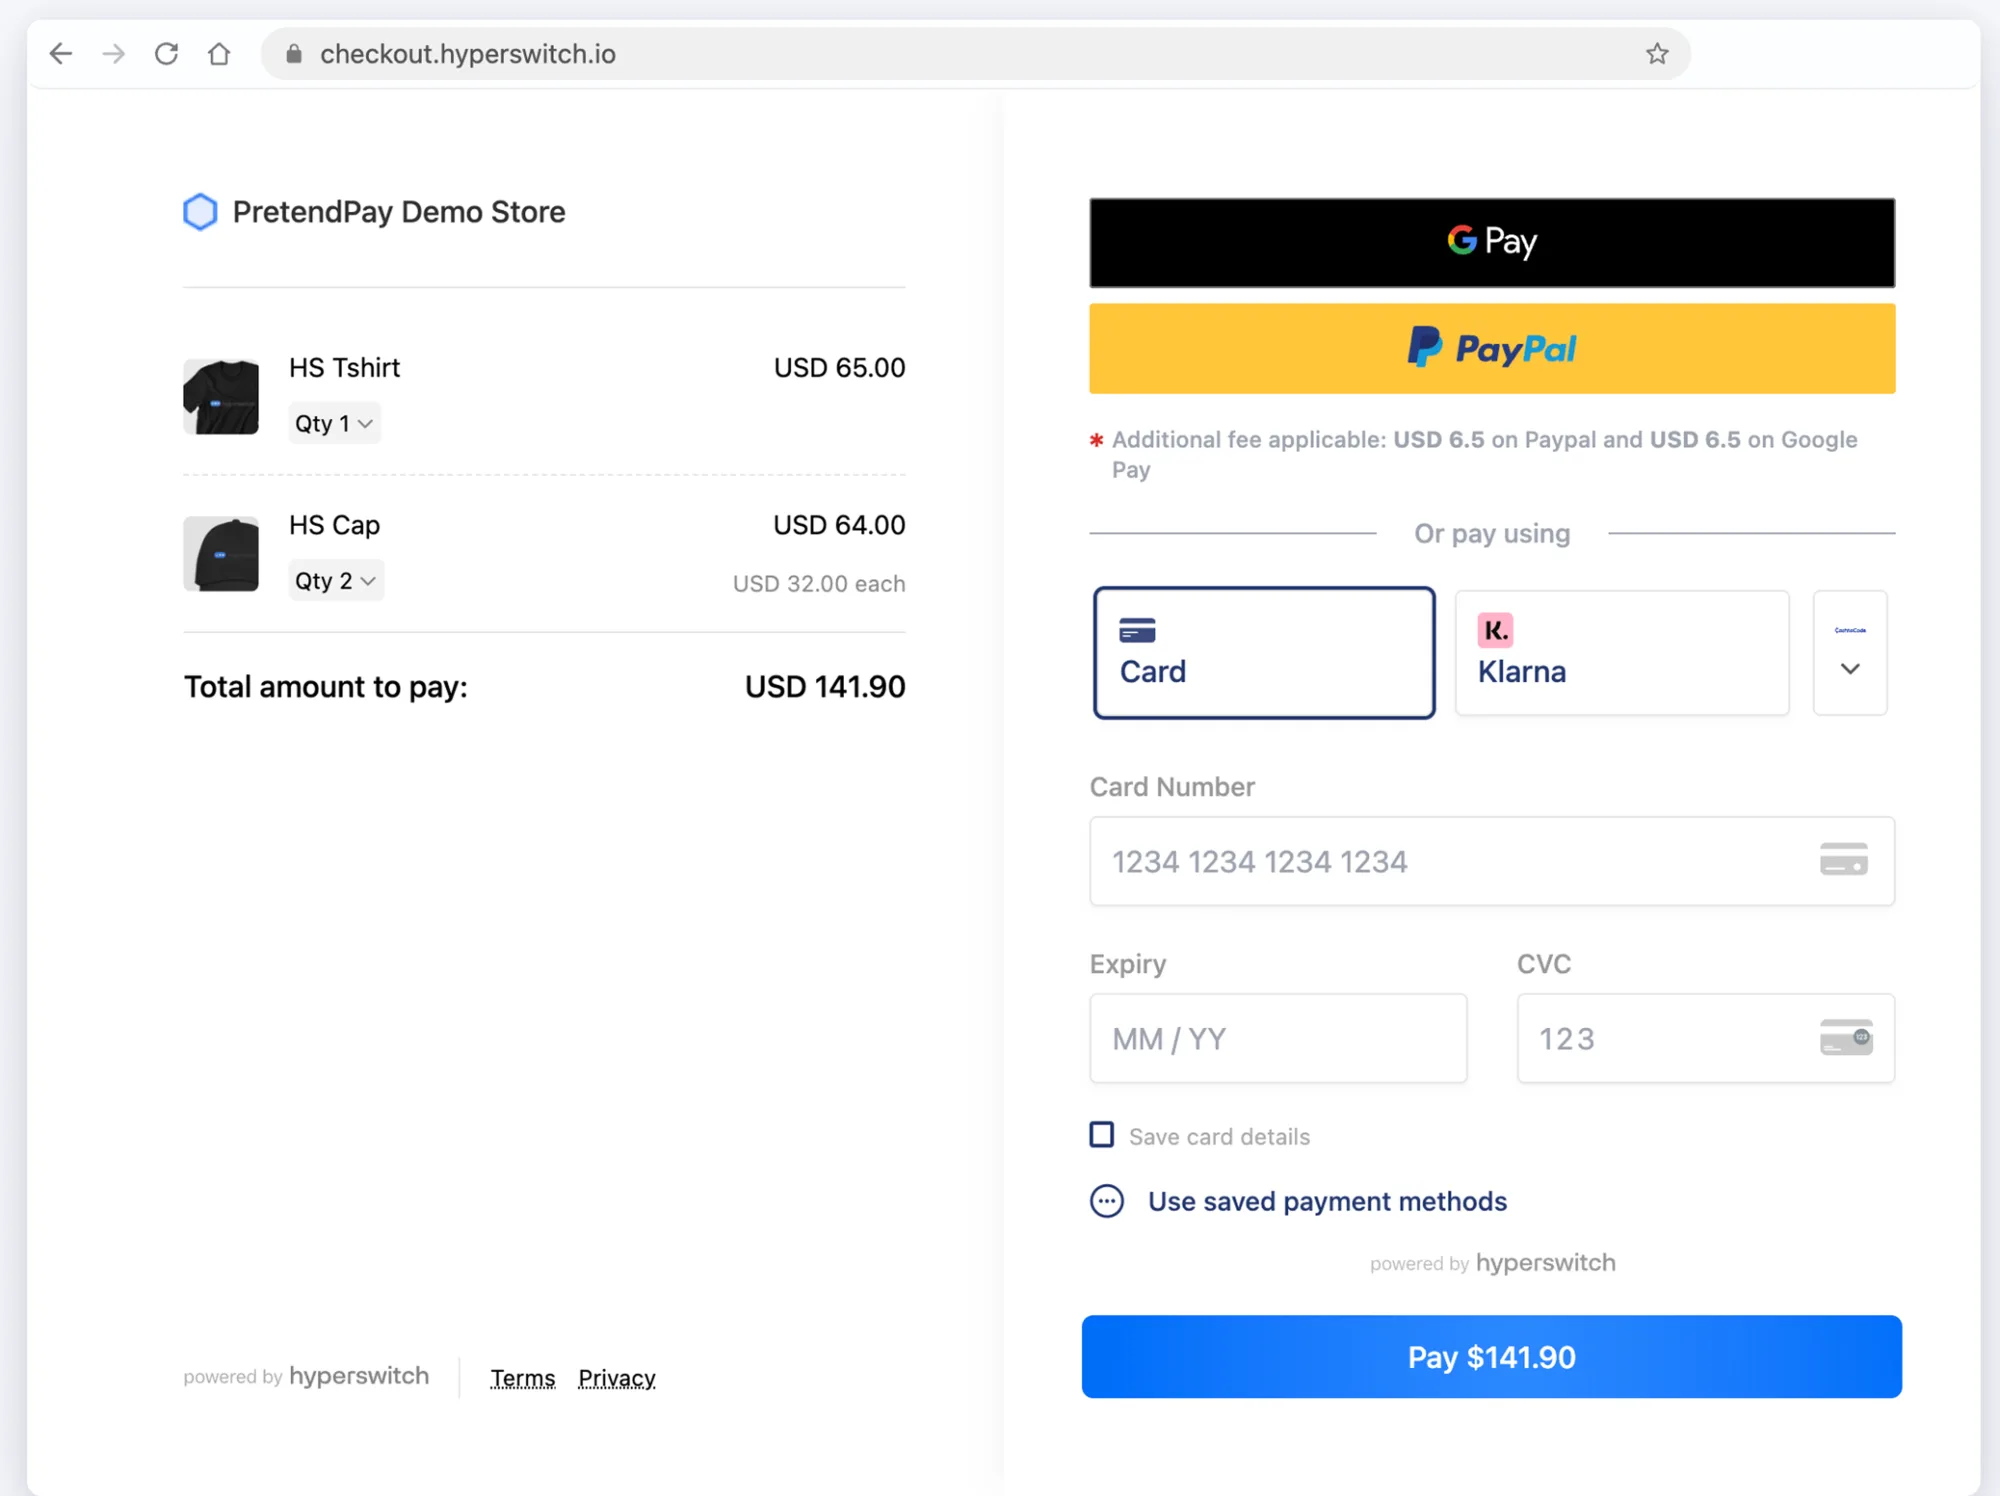 checkout.hyperswitch.io
PretendPay Demo Store
HS Tshirt
USD 65.00
Qty 1
HS Cap
USD 64.00
Qty 2
USD 32.00 each
Total amount to pay:
USD 141.90
powered by hyperswitch
Terms
Privacy
G Pay
PayPal
* Additional fee applicable: USD 6.5 on Paypal and USD 6.5 on Google
Pay
Or pay using
Card
K.
Klarna
CashtoCode
Card Number
1234 1234 1234 1234
Expiry
CVC
MM / YY
123
123
Save card details
Use saved payment methods
powered by hyperswitch
Pay $141.90